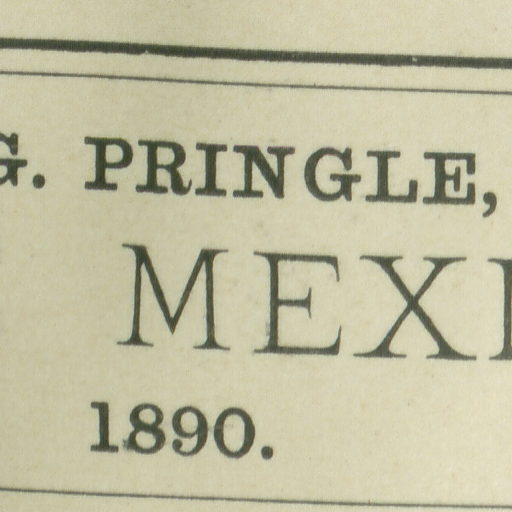 G. PRINGLE,
MEXI
1890.